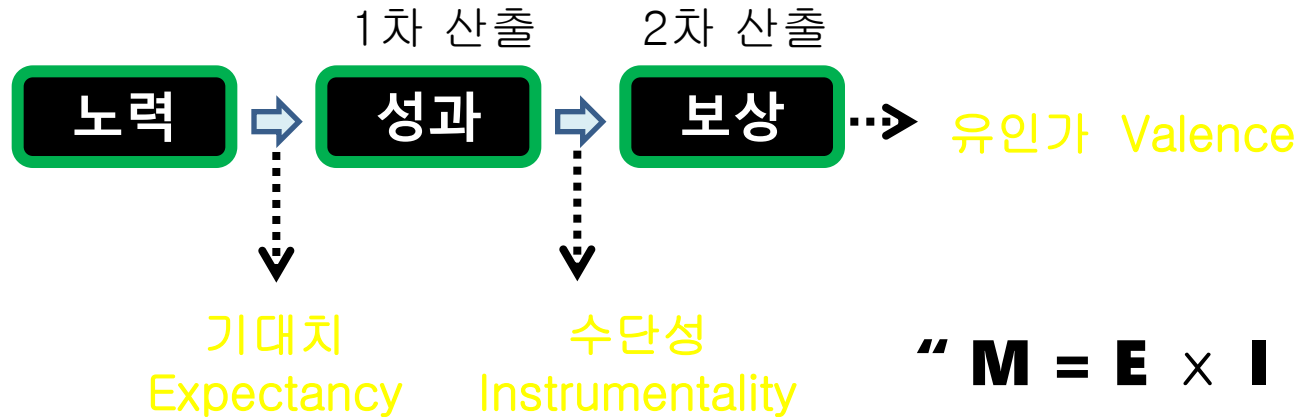 1차 산출 2차 산출
노력 성과 보상 유인가 Valence
기대치 수단성
Expectancy Instrumentality
“ M = E × I